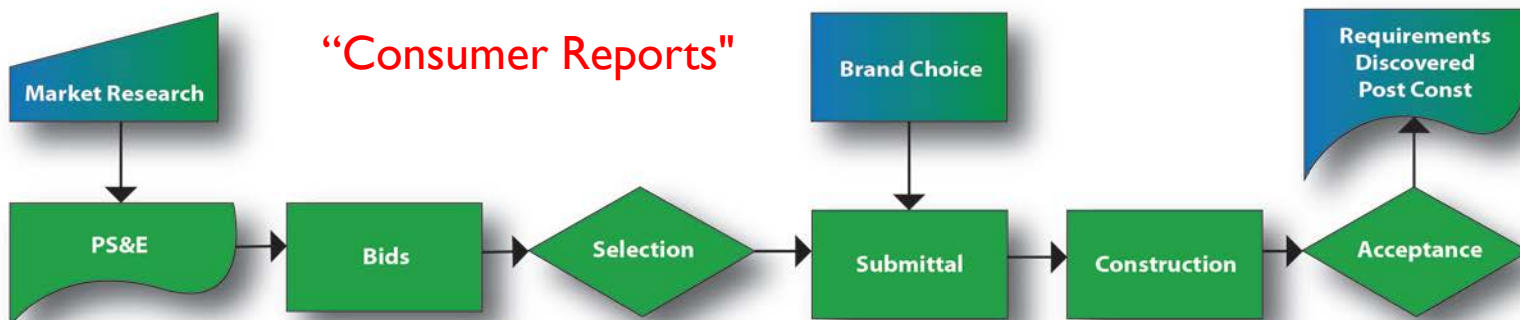 “Consumer Reports"
Market Research
Brand Choice
Requirements
Discovered
Post Const
PS&E
Bids
Selection
Submittal
Construction
Acceptance